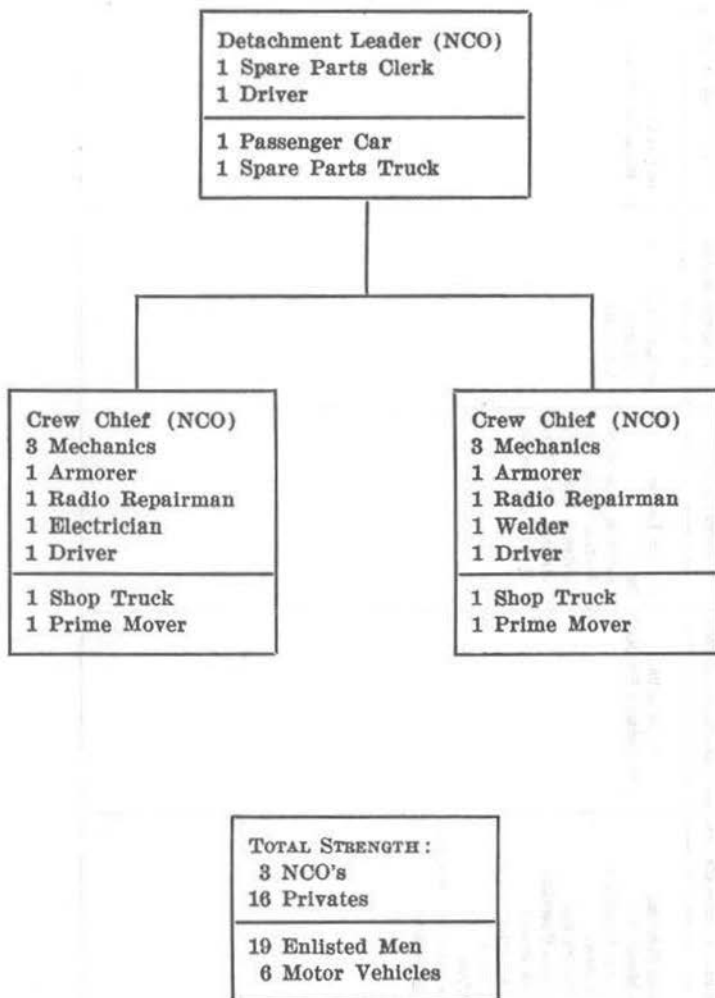 Detachment Leader (NCO)
1 Spare Parts Clerk
1 Driver
1 Passenger Car
1 Spare Parts Truck
Crew Chief (NCO)
3 Mechanics
1 Armorer
1 Radio Repairman
1 Electrician
1 Driver
1 Shop Truck
1 Prime Mover
Crew Chief (NCO)
3 Mechanics
1 Armorer
1 Radio Repairman
1 Welder
1 Driver
1 Shop Truck
1 Prime Mover
TOTAL STRENGTH:
3 NCO's
16 Privates
19 Enlisted Men
6 Motor Vehicles